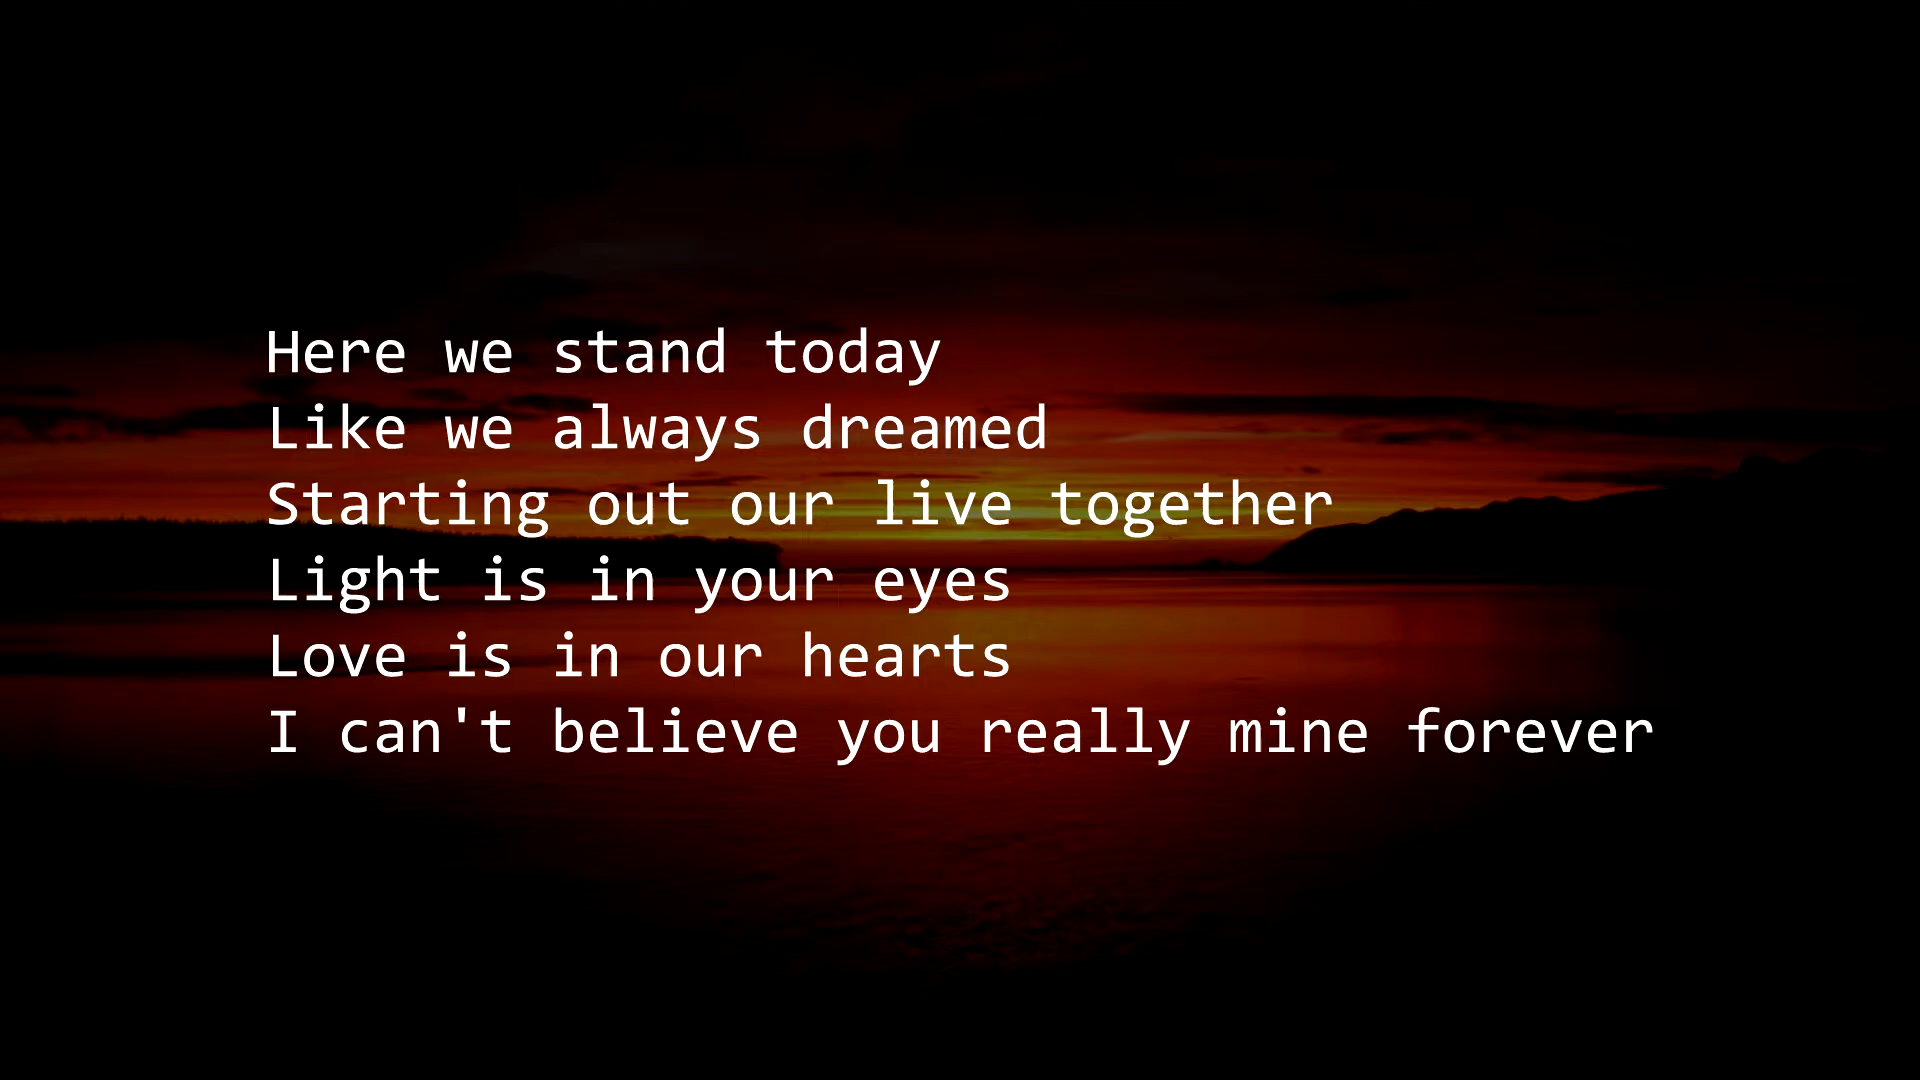 Here we stand today
Like we always dreamed
Starting out our live together
Light is in your eyes
Love is in our hearts
I can't believe you really mine forever